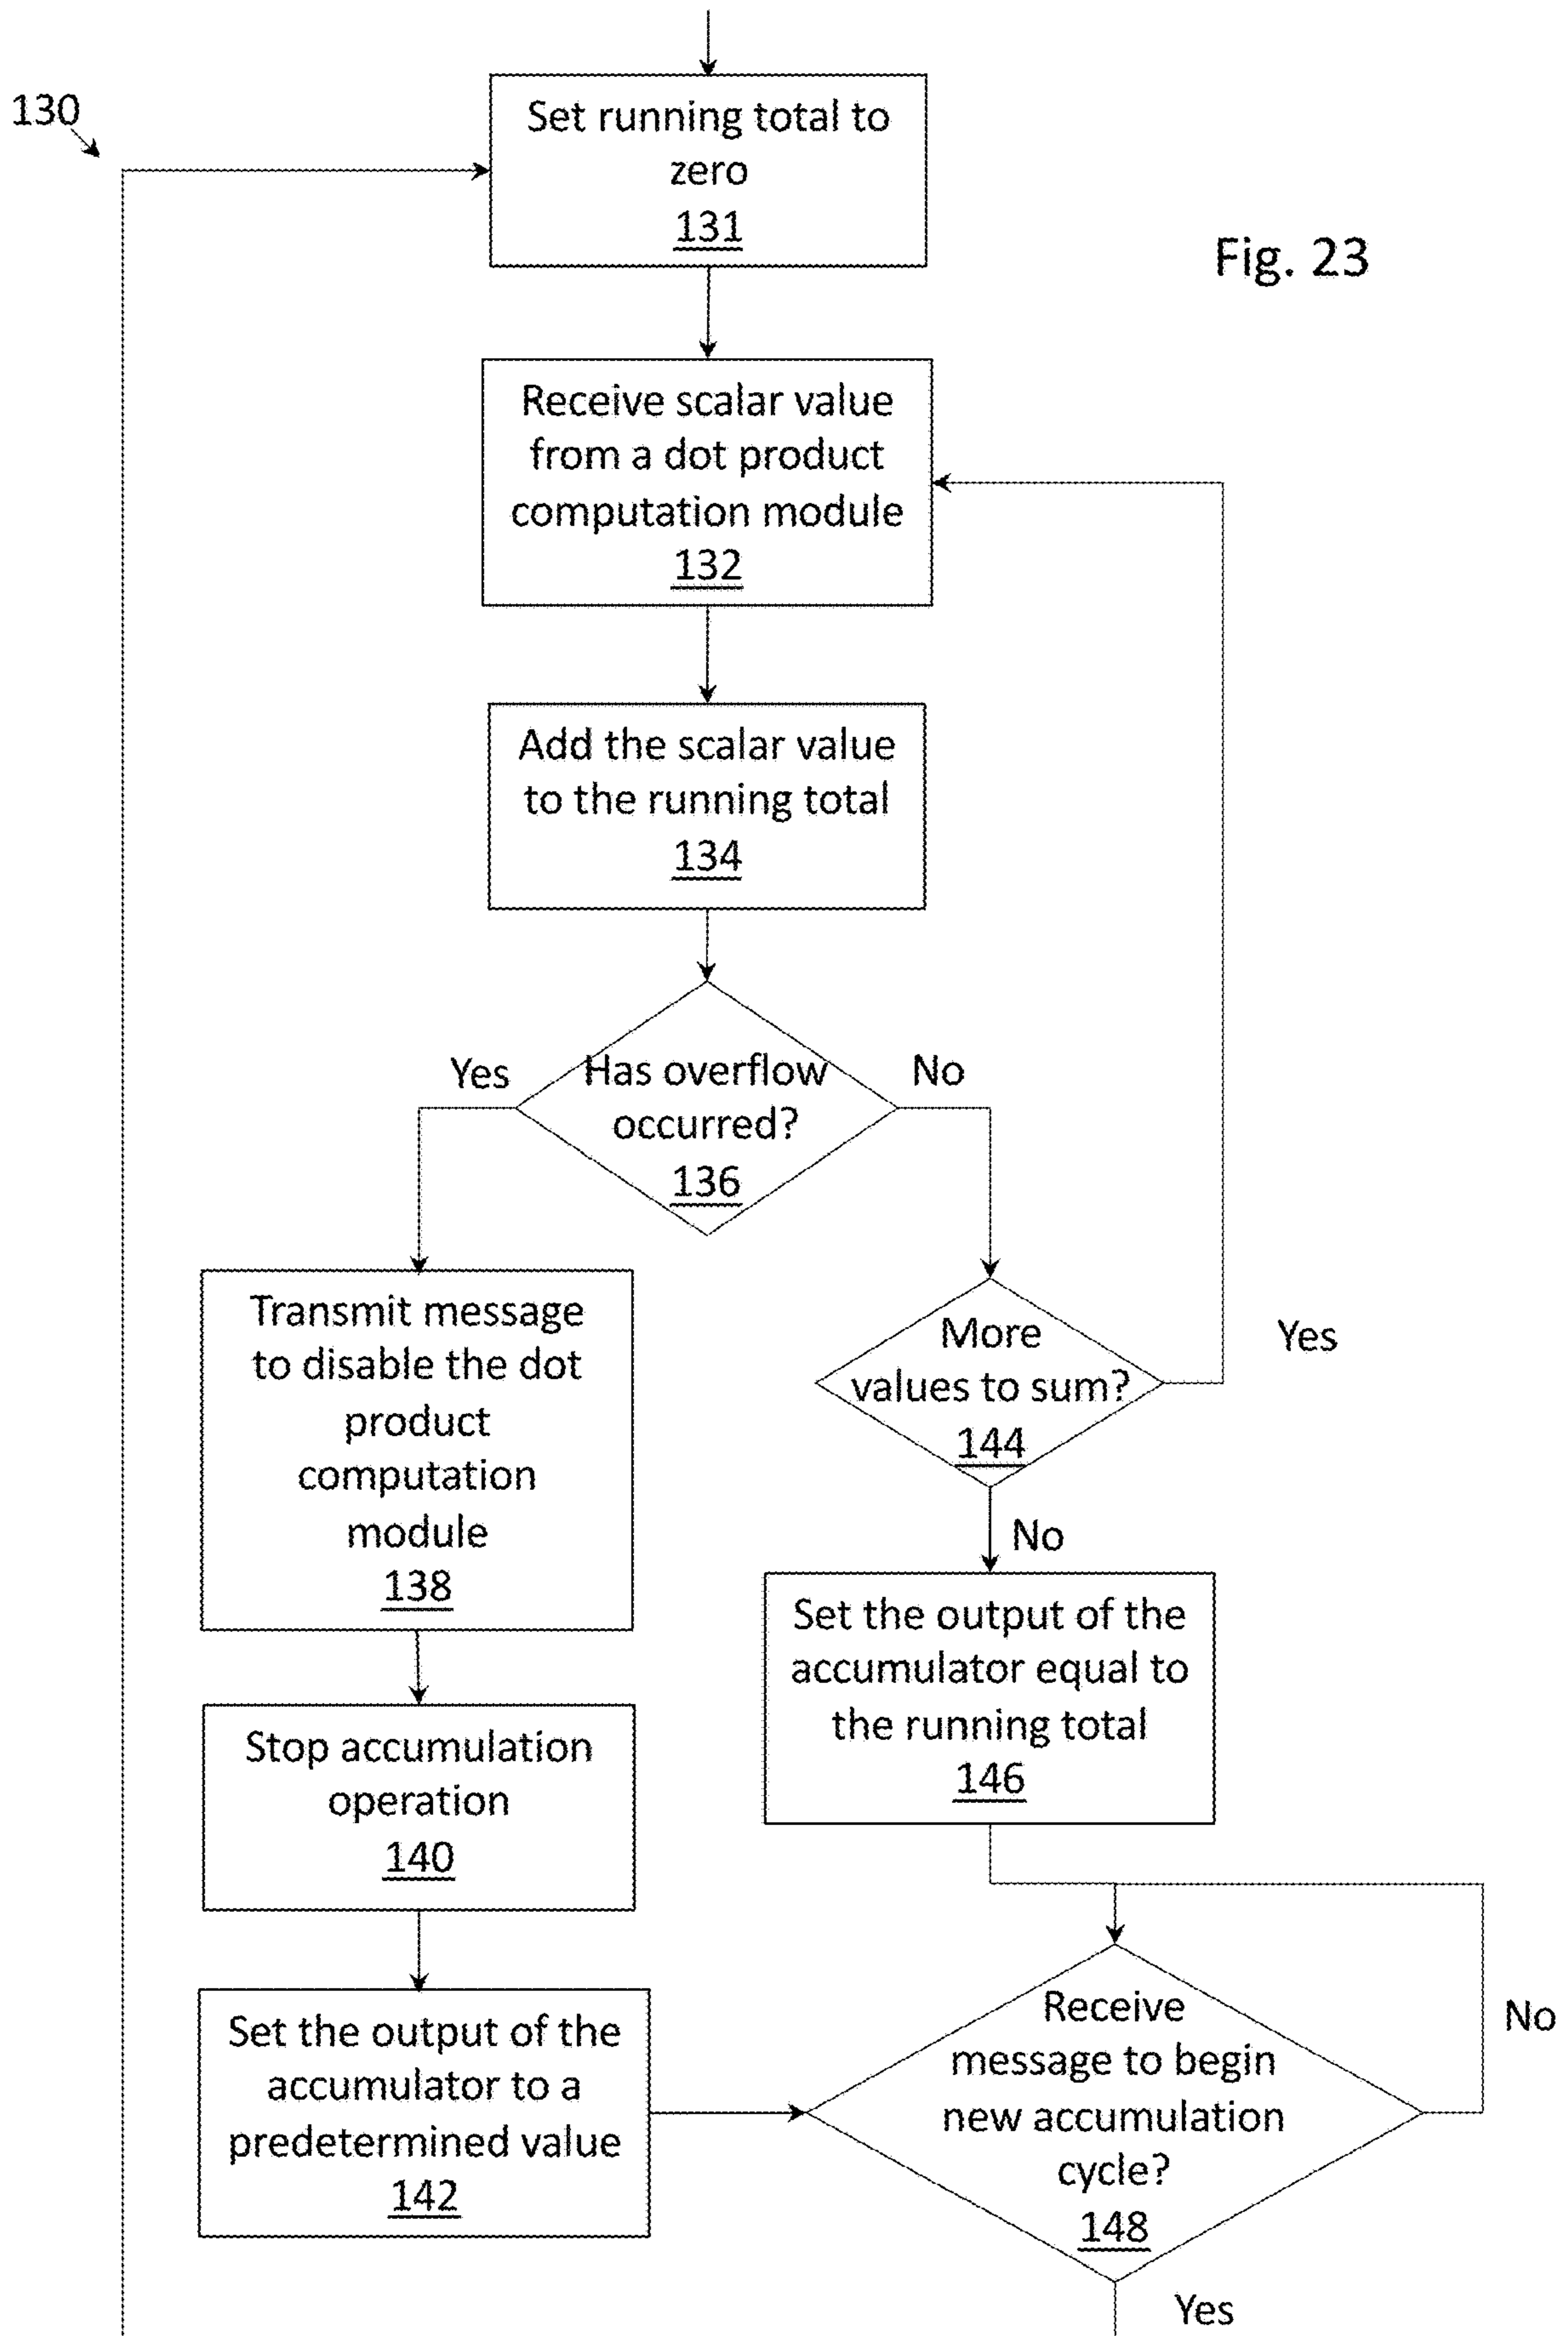 130
Set running total to
zero
131
Fig. 23
Receive scalar value
from a dot product
computation module
132
Add the scalar value
to the running total
134
Yes
Has overflow
occurred?
136
No
Transmit message
to disable the dot
product
computation
module
138
More
values to sum?
144
Yes
No
Stop accumulation
operation
140
Set the output of the
accumulator equal to
the running total
146
Set the output of the
accumulator to a
predetermined value
142
Receive
message to begin
new accumulation
cycle?
148
No
Yes